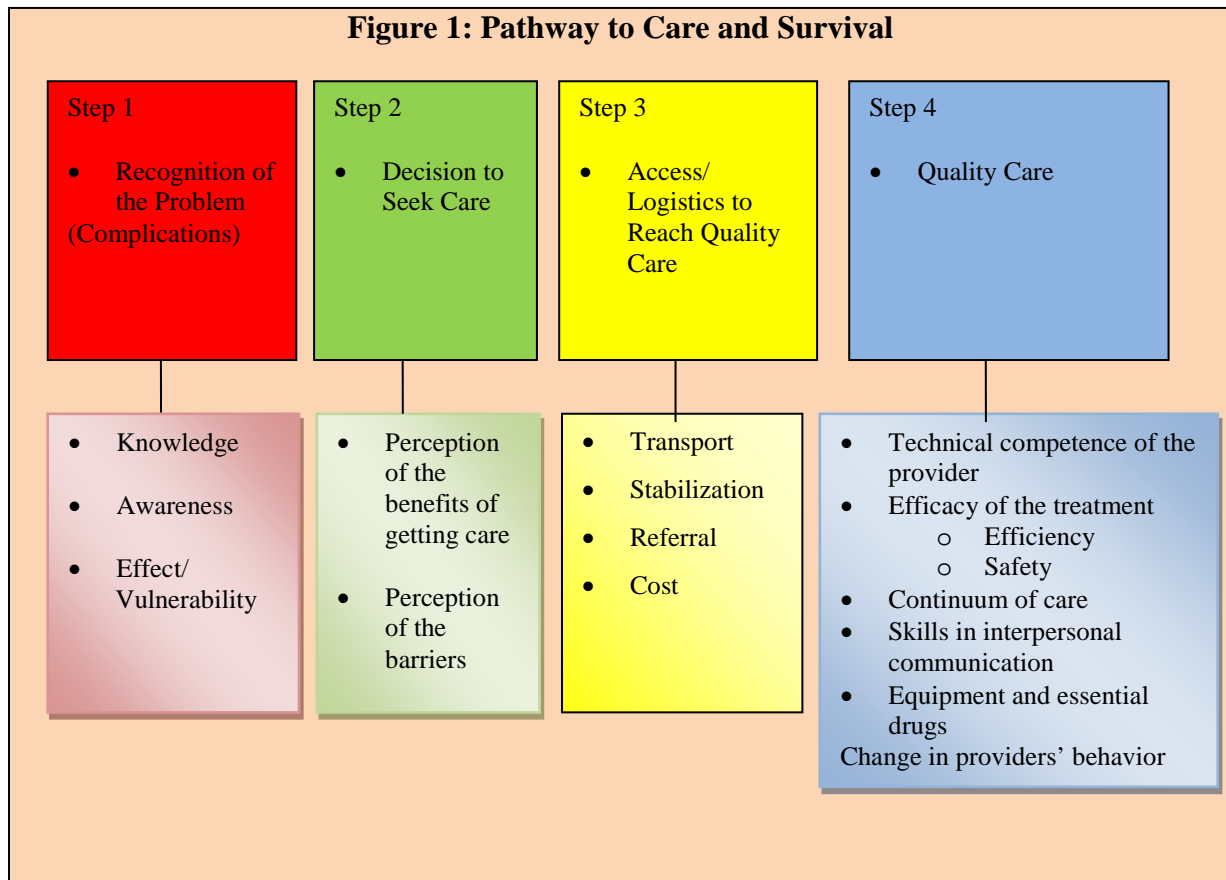 Figure 1: Pathway to Care and Survival
Step 1
• Recognition of
the Problem
(Complications)
Step 2
• Decision to
Seek Care
Step 3
• Access/
Logistics to
Reach Quality
Care
Step 4
• Quality Care
• Knowledge
• Awareness
• Effect/
Vulnerability
• Perception
of the
benefits of
getting care
• Perception
of the
barriers
• Transport
• Stabilization
• Referral
• Cost
• Technical competence of the
provider
• Efficacy of the treatment
o Efficiency
o Safety
• Continuum of care
• Skills in interpersonal
communication
• Equipment and essential
drugs
Change in providers’ behavior